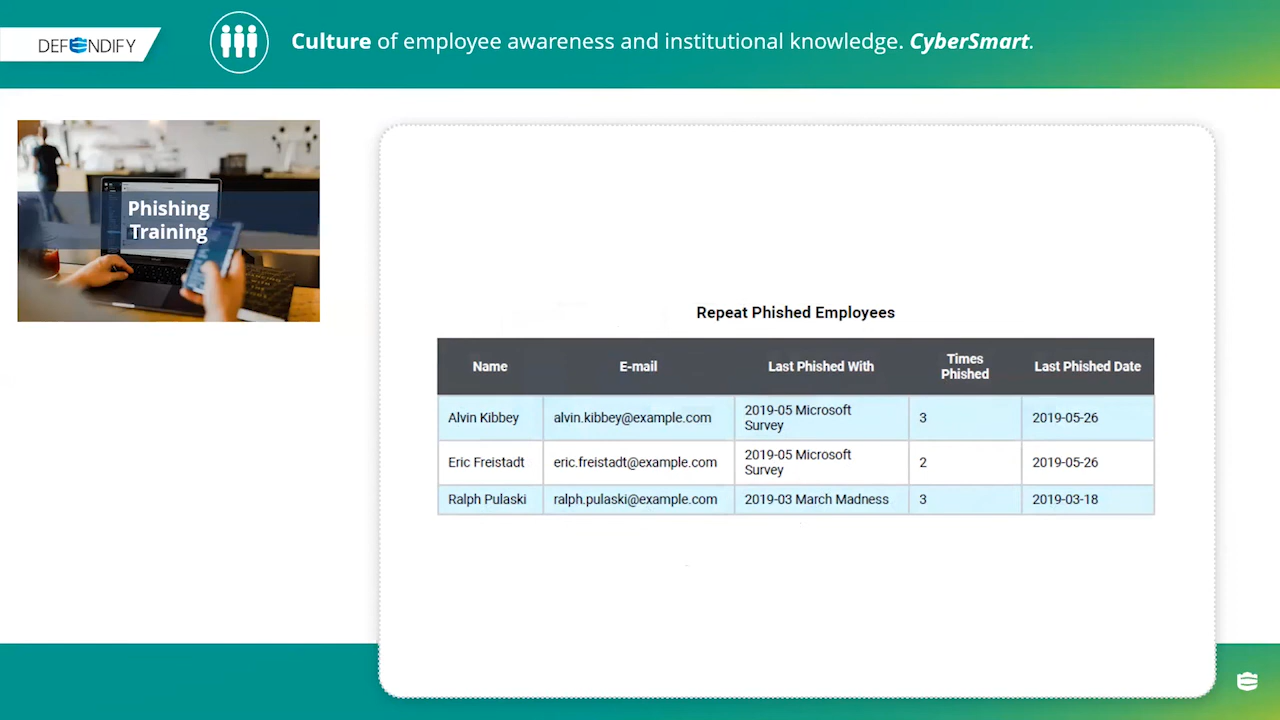 DEFENDIFY
Culture of employee awareness and institutional knowledge. CyberSmart.
Phishing
Training
Repeat Phished Employees
Name E-mail Last Phished With Times Phished Last Phished Date
Alvin Kibbey alvin.kibbey@example.com 2019-05 Microsoft Survey 3 2019-05-26
Eric Freistadt eric.freistadt@example.com 2019-05 Microsoft Survey 2 2019-05-26
Ralph Pulaski ralph.pulaski@example.com 2019-03 March Madness 3 2019-03-18